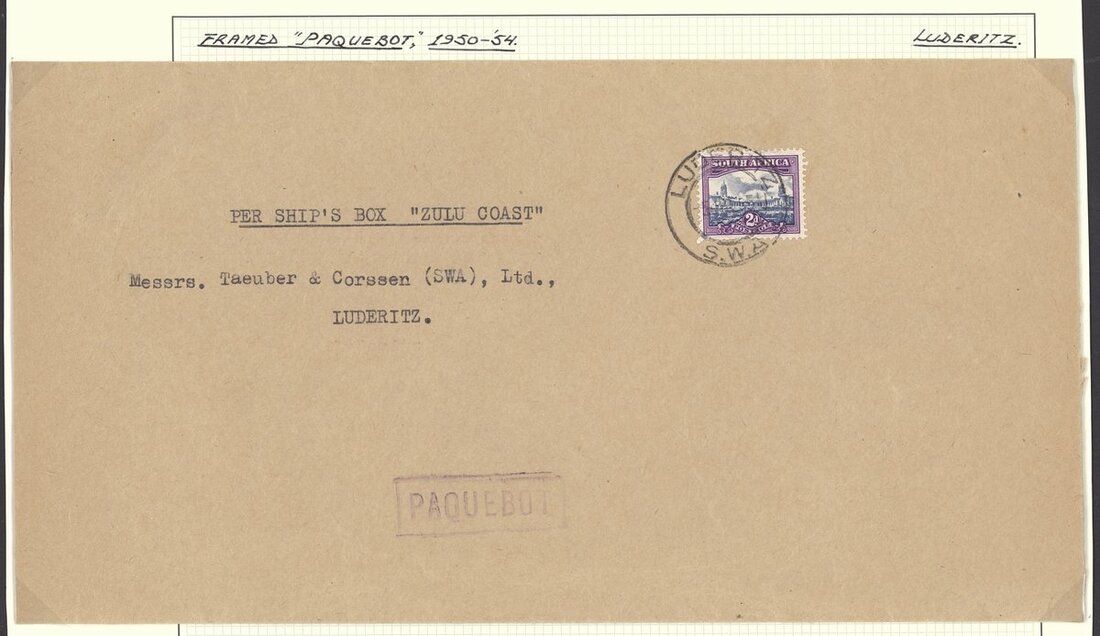 FRAMED "PAQUEBOT," 1950-'54.
LUDERITZ.
SOUTH AFRICA
2D
S.W.A.
PER SHIP'S BOX "ZULU COAST"
Messrs. Taeuber & Corssen (SWA), Ltd.,
LUDERITZ.
PAQUEBOT